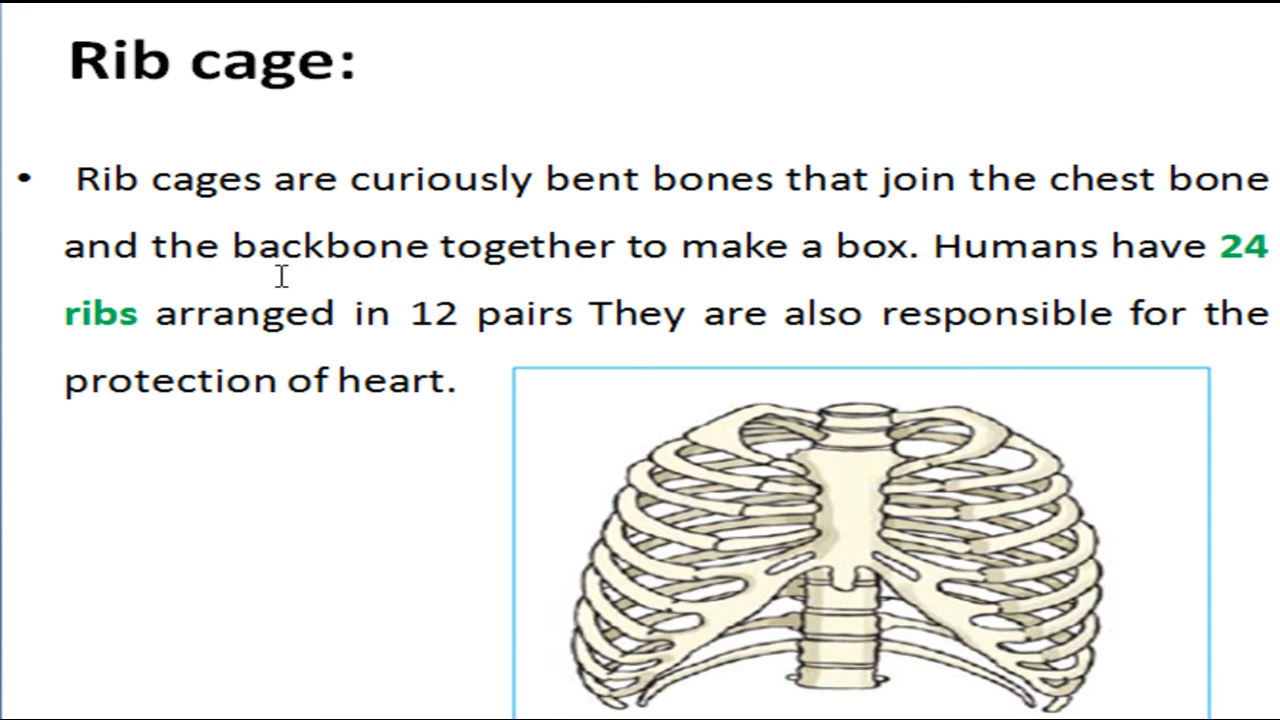 Rib cage:
• Rib cages are curiously bent bones that join the chest bone
and the backbone together to make a box. Humans have 24
ribs arranged in 12 pairs They are also responsible for the
protection of heart.